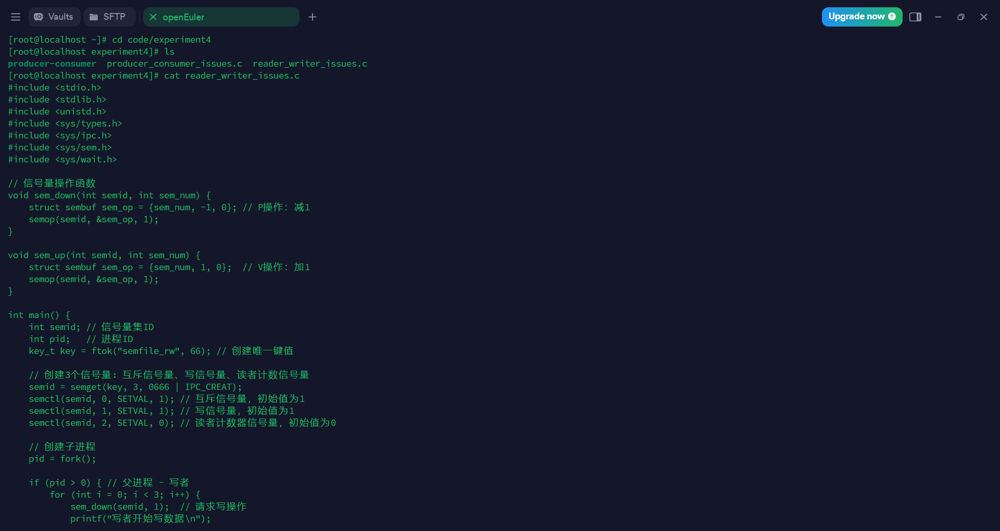 Vaults SFTP openEuler Upgrade now
[root@localhost ~]# cd code/experiment4
[root@localhost experiment4]# ls
producer-consumer  producer_consumer_issues.c  reader_writer_issues.c
[root@localhost experiment4]# cat reader_writer_issues.c
#include <stdio.h>
#include <stdlib.h>
#include <unistd.h>
#include <sys/types.h>
#include <sys/ipc.h>
#include <sys/sem.h>
#include <sys/wait.h>

// 信号量操作函数
void sem_down(int semid, int sem_num) {
    struct sembuf sem_op = {sem_num, -1, 0}; // P操作: 减1
    semop(semid, &sem_op, 1);
}

void sem_up(int semid, int sem_num) {
    struct sembuf sem_op = {sem_num, 1, 0};  // V操作: 加1
    semop(semid, &sem_op, 1);
}

int main() {
    int semid; // 信号量集ID
    int pid;   // 进程ID
    key_t key = ftok("semfile_rw", 66); // 创建唯一键值

    // 创建3个信号量: 互斥信号量、写信号量、读者计数信号量
    semid = semget(key, 3, 0666 | IPC_CREAT);
    semctl(semid, 0, SETVAL, 1); // 互斥信号量, 初始值为1
    semctl(semid, 1, SETVAL, 1); // 写信号量, 初始值为1
    semctl(semid, 2, SETVAL, 0); // 读者计数器信号量, 初始值为0

    // 创建子进程
    pid = fork();

    if (pid > 0) { // 父进程 - 写者
        for (int i = 0; i < 3; i++) {
            sem_down(semid, 1);  // 请求写操作
            printf("写者开始写数据\n");